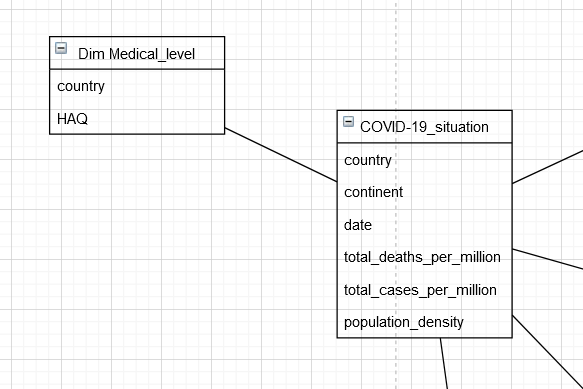 Dim Medical_level
country
HAQ
COVID-19_situation
country
continent
date
total_deaths_per_million
total_cases_per_million
population_density